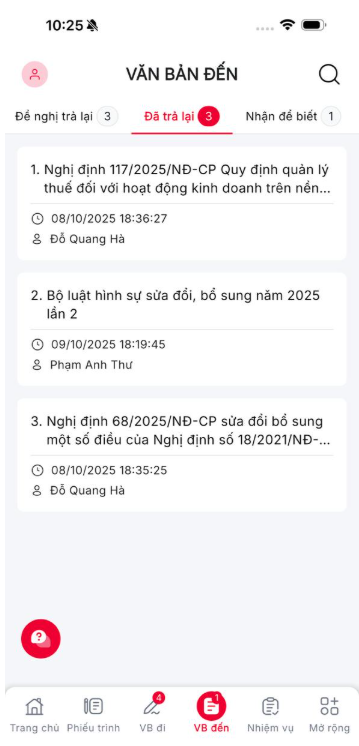 10:25
VĂN BẢN ĐẾN
Đề nghị trả lại 3 Đã trả lại 3 Nhận để biết 1
1. Nghị định 117/2025/NĐ-CP Quy định quản lý
thuế đối với hoạt động kinh doanh trên nền...
08/10/2025 18:36:27
Đỗ Quang Hà
2. Bộ luật hình sự sửa đổi, bổ sung năm 2025
lần 2
09/10/2025 18:19:45
Phạm Anh Thư
3. Nghị định 68/2025/NĐ-CP sửa đổi bổ sung
một số điều của Nghị định số 18/2021/NĐ-...
08/10/2025 18:35:25
Đỗ Quang Hà
?
4 1
Trang chủ Phiếu trình VB đi VB đến Nhiệm vụ Mở rộng